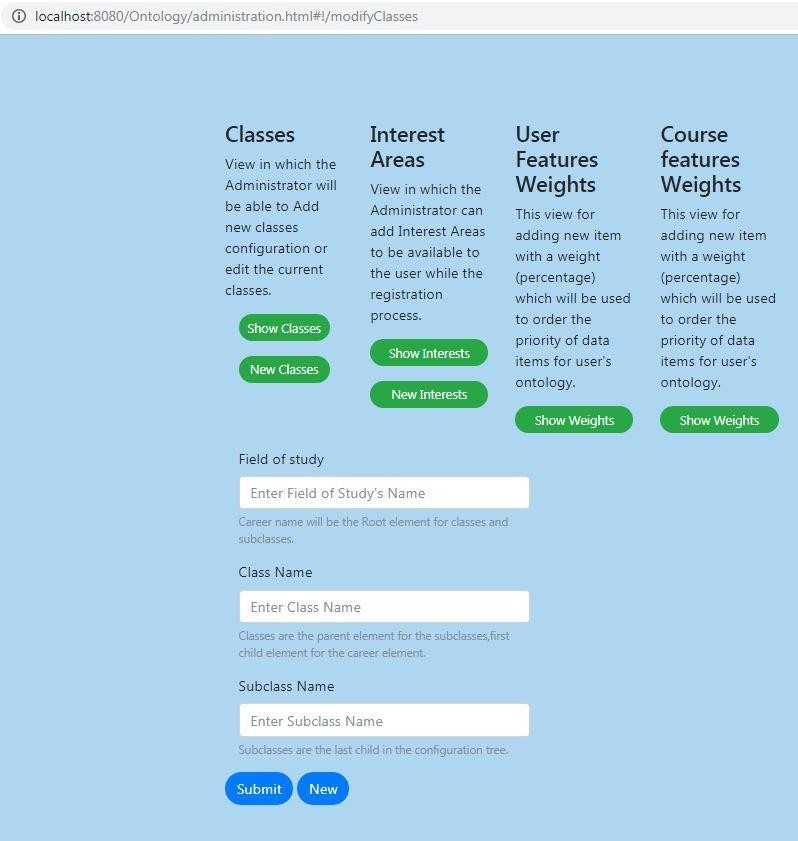 localhost:8080/Ontology/administration.html#!/modifyClasses
Classes
View in which the
Administrator will
be able to Add
new classes
configuration or
edit the current
classes.
Show Classes
New Classes
Interest
Areas
View in which the
Administrator can
add Interest Areas
to be available to
the user while the
registration
process.
Show Interests
New Interests
User
Features
Weights
This view for
adding new item
with a weight
(percentage)
which will be used
to order the
priority of data
items for user's
ontology.
Show Weights
Course
features
Weights
This view for
adding new item
with a weight
(percentage)
which will be used
to order the
priority of data
items for user's
ontology.
Show Weights
Field of study
Enter Field of Study's Name
Career name will be the Root element for classes and
subclasses.
Class Name
Enter Class Name
Classes are the parent element for the subclasses,first
child element for the career element.
Subclass Name
Enter Subclass Name
Subclasses are the last child in the configuration tree.
Submit New